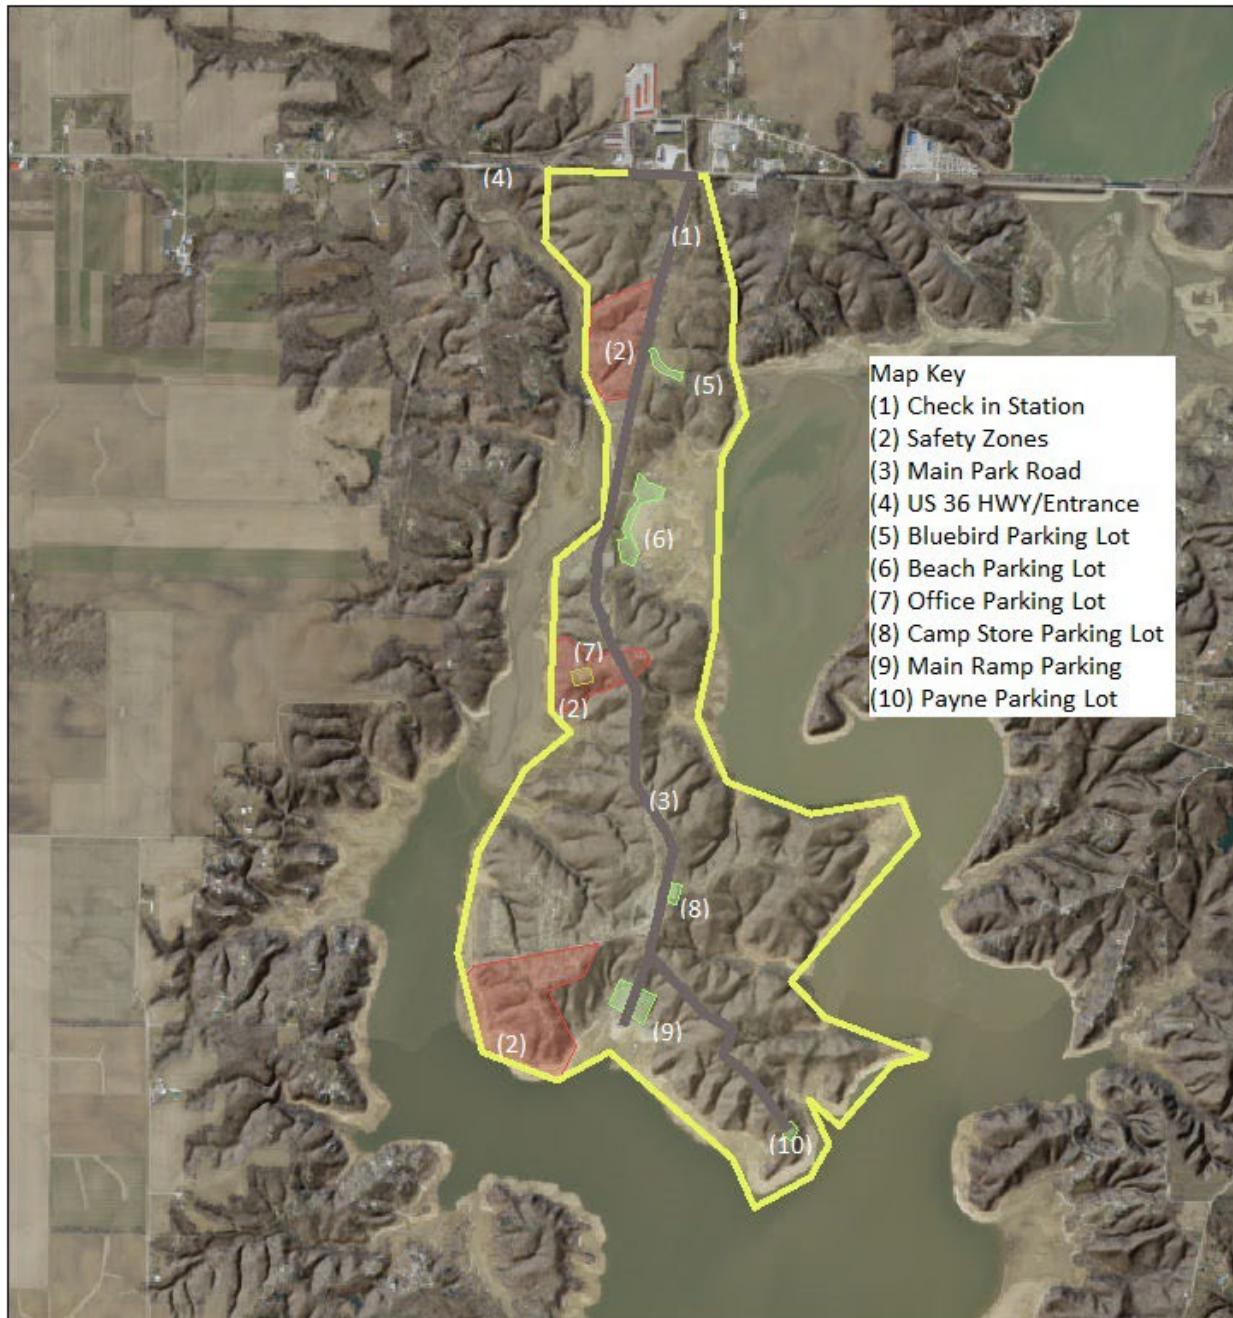 (4)
(1)
(2)
(5)
Map Key
(1) Check in Station
(2) Safety Zones
(3) Main Park Road
(4) US 36 HWY/Entrance
(5) Bluebird Parking Lot
(6) Beach Parking Lot
(7) Office Parking Lot
(8) Camp Store Parking Lot
(9) Main Ramp Parking
(10) Payne Parking Lot
(6)
(7)
(2)
(3)
(8)
(9)
(2)
(10)